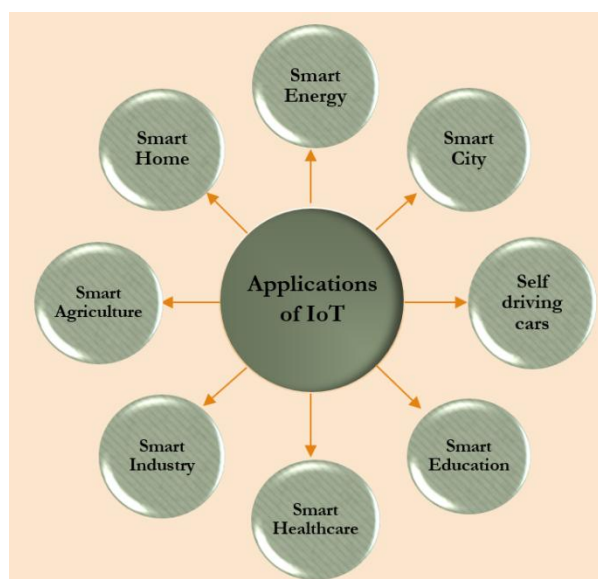 Smart
Energy
Smart
Home
Smart
City
Applications
of IoT
Smart
Agriculture
Self
driving
cars
Smart
Industry
Smart
Education
Smart
Healthcare